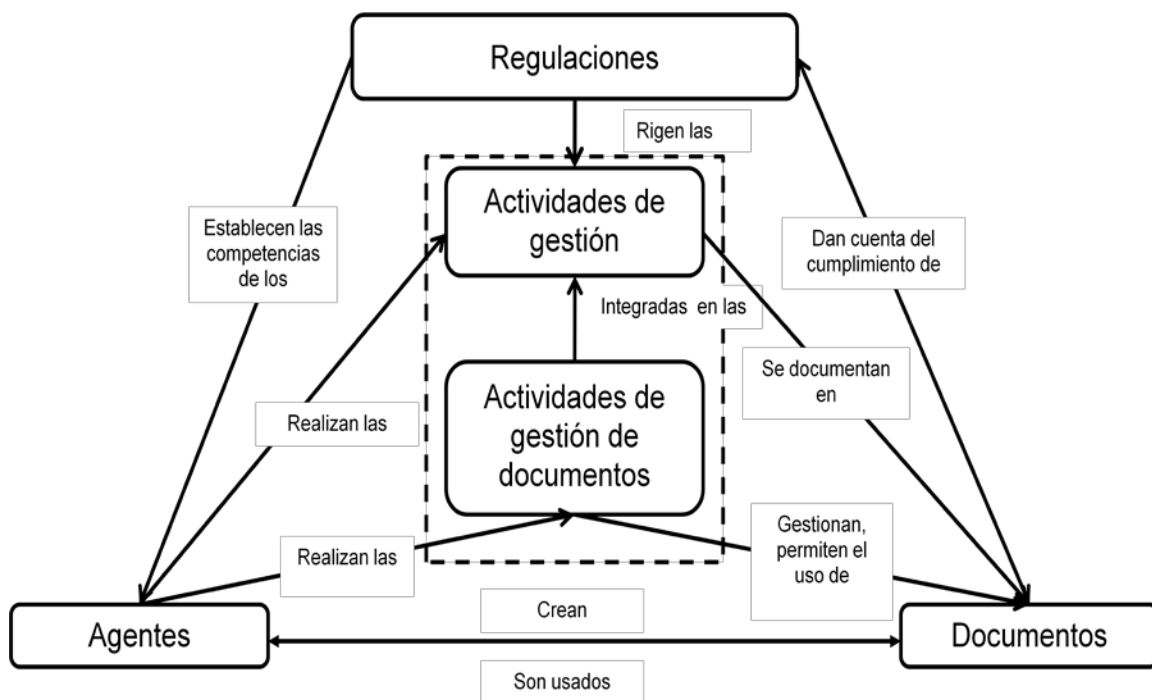 Regulaciones
Rigen las
Actividades de
gestión
Establecen las
competencias
de los
Dan cuenta del
cumplimiento de
Integradas en las
Se documentan
en
Actividades de
gestión de
documentos
Realizan las
Gestionan,
permiten el
uso de
Realizan las
Crean
Agentes
Documentos
Son usados